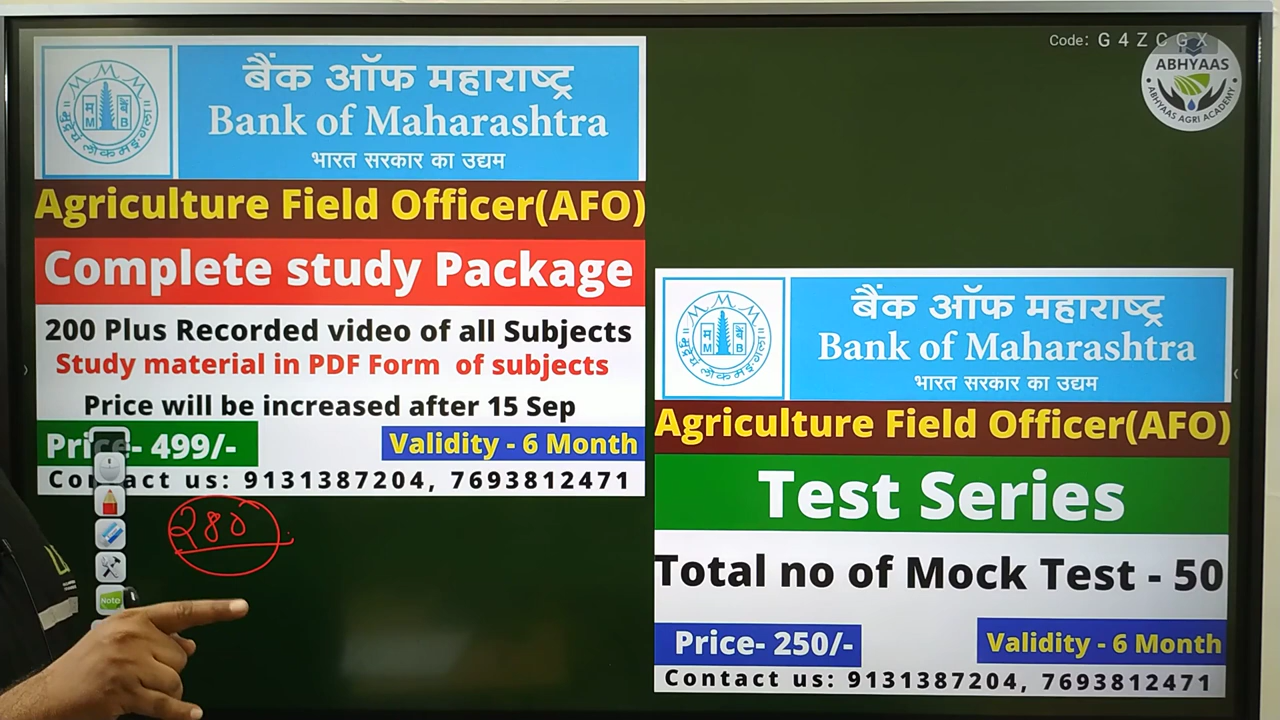 Code: G 4 Z C G X
ABHYAAS
ABHYAAS AGRI ACADEMY
बैंक ऑफ महाराष्ट्र
Bank of Maharashtra
भारत सरकार का उद्यम
Agriculture Field Officer(AFO)
Complete study Package
200 Plus Recorded video of all Subjects
Study material in PDF Form of subjects
Price will be increased after 15 Sep
Price- 499/-
Validity - 6 Month
Contact us: 9131387204, 7693812471
280
Note
बैंक ऑफ महाराष्ट्र
Bank of Maharashtra
भारत सरकार का उद्यम
Agriculture Field Officer(AFO)
Test Series
Total no of Mock Test - 50
Price- 250/-
Validity - 6 Month
Contact us: 9131387204, 7693812471